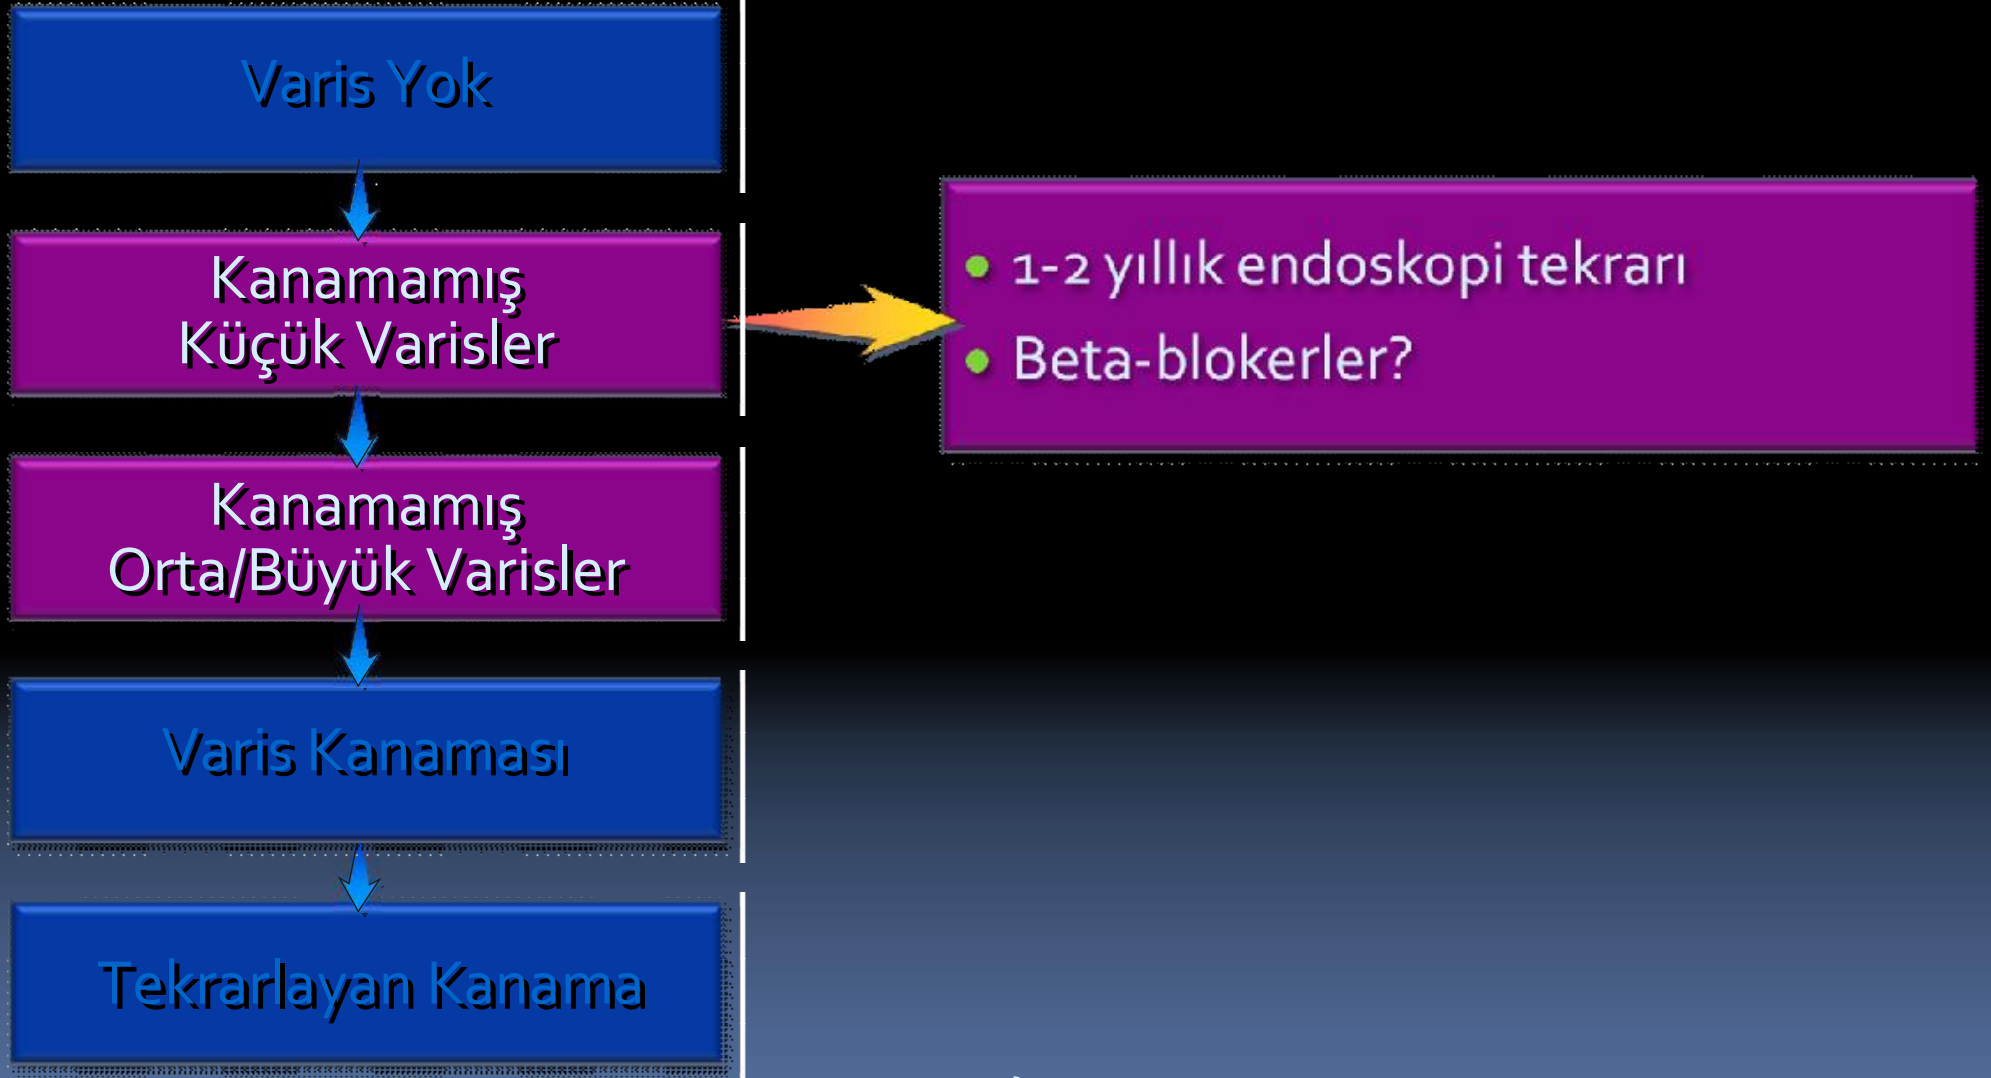 Varis Yok
Kanamamış
Küçük Varisler
• 1-2 yıllık endoskopi tekrarı
• Beta-blokerler?
Kanamamış
Orta/Büyük Varisler
Varis Kanaması
Tekrarlayan Kanama